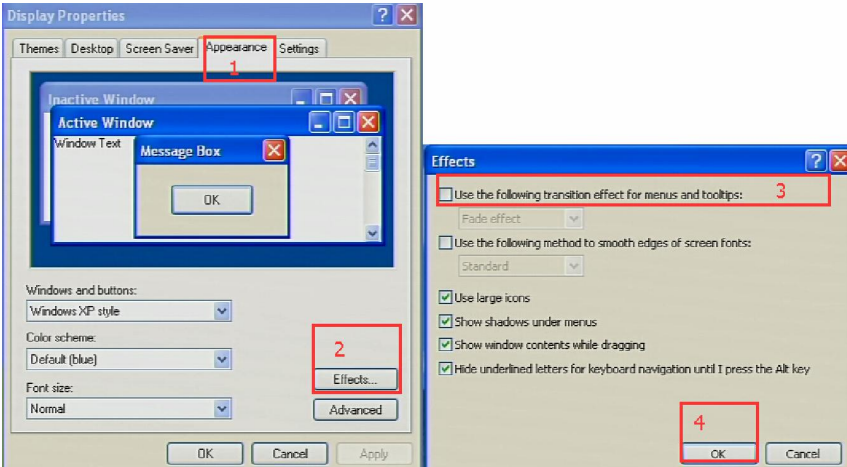 Display Properties
Themes Desktop Screen Saver Appearance Settings
1
Inactive Window
Active Window
Window Text
Message Box
OK
Windows and buttons:
Windows XP style
Color scheme:
Default (blue)
2
Effects...
Font size:
Normal
Advanced
OK Cancel Apply
Effects
Use the following transition effect for menus and tooltips:
3
Fade effect
Use the following method to smooth edges of screen fonts:
Standard
Use large icons
Show shadows under menus
Show window contents while dragging
Hide underlined letters for keyboard navigation until I press the Alt key
4
OK Cancel